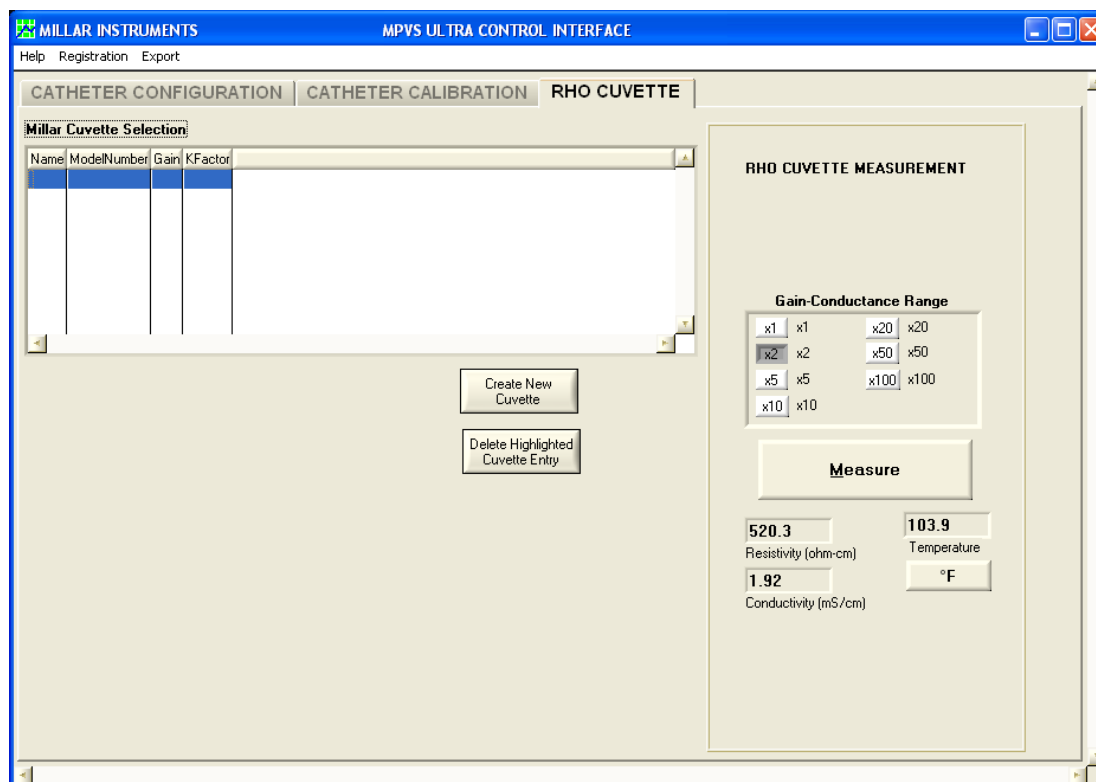 MILLAR INSTRUMENTS MPVS ULTRA CONTROL INTERFACE
Help Registration Export
CATHETER CONFIGURATION CATHETER CALIBRATION RHO CUVETTE
Millar Cuvette Selection
Name ModelNumber Gain KFactor
Create New
Cuvette
Delete Highlighted
Cuvette Entry
RHO CUVETTE MEASUREMENT
Gain-Conductance Range
x1 x1 x20 x20
x2 x2 x50 x50
x5 x5 x100 x100
x10 x10
Measure
520.3 103.9
Resistivity (ohm-cm) Temperature
1.92 °F
Conductivity (mS/cm)